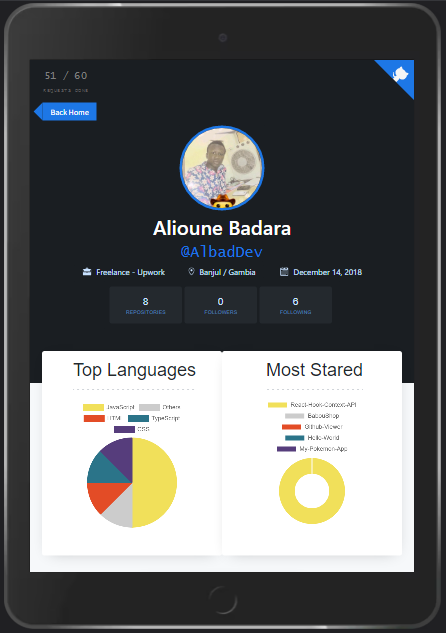 51 / 60
REQUESTS DONE
Back Home
Alioune Badara
@AlbadDev
Freelance - Upwork
Banjul / Gambia
December 14, 2018
8
REPOSITORIES
0
FOLLOWERS
6
FOLLOWING
Top Languages
JavaScript
Others
HTML
TypeScript
CSS
Most Stared
React-Hook-Context-API
BabouShop
Github-Viewer
Hello-World
My-Pokemon-App